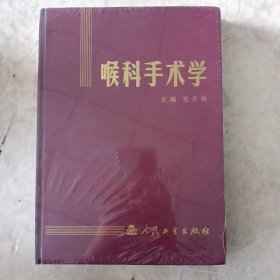 喉科手术学
主编 王天铎
人民卫生出版社